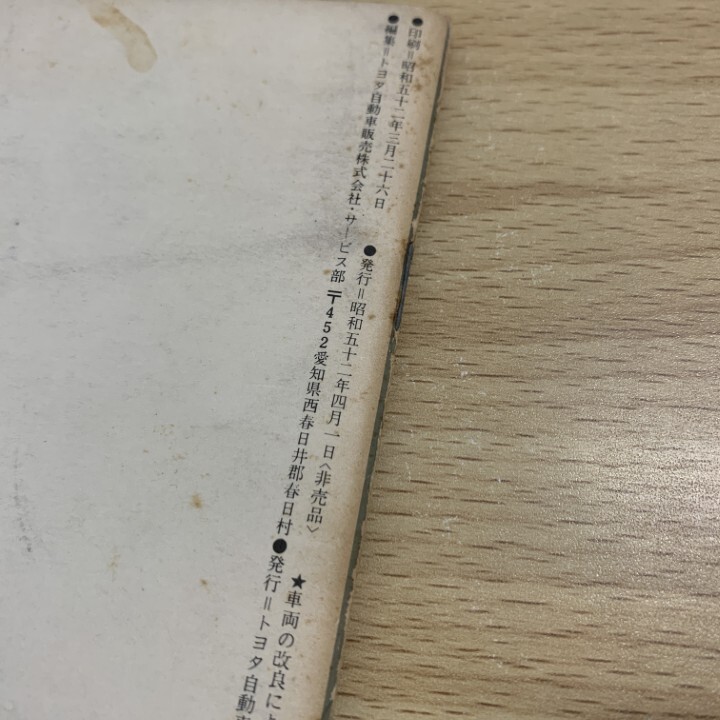 ●印刷＝昭和五十二年三月二十六日　●発行＝昭和五十二年四月一日〈非売品〉　★車両の改良によ
●編集＝トヨタ自動車販売株式会社・サービス部 〒452愛知県西春日井郡春日村　●発行＝トヨタ自動車